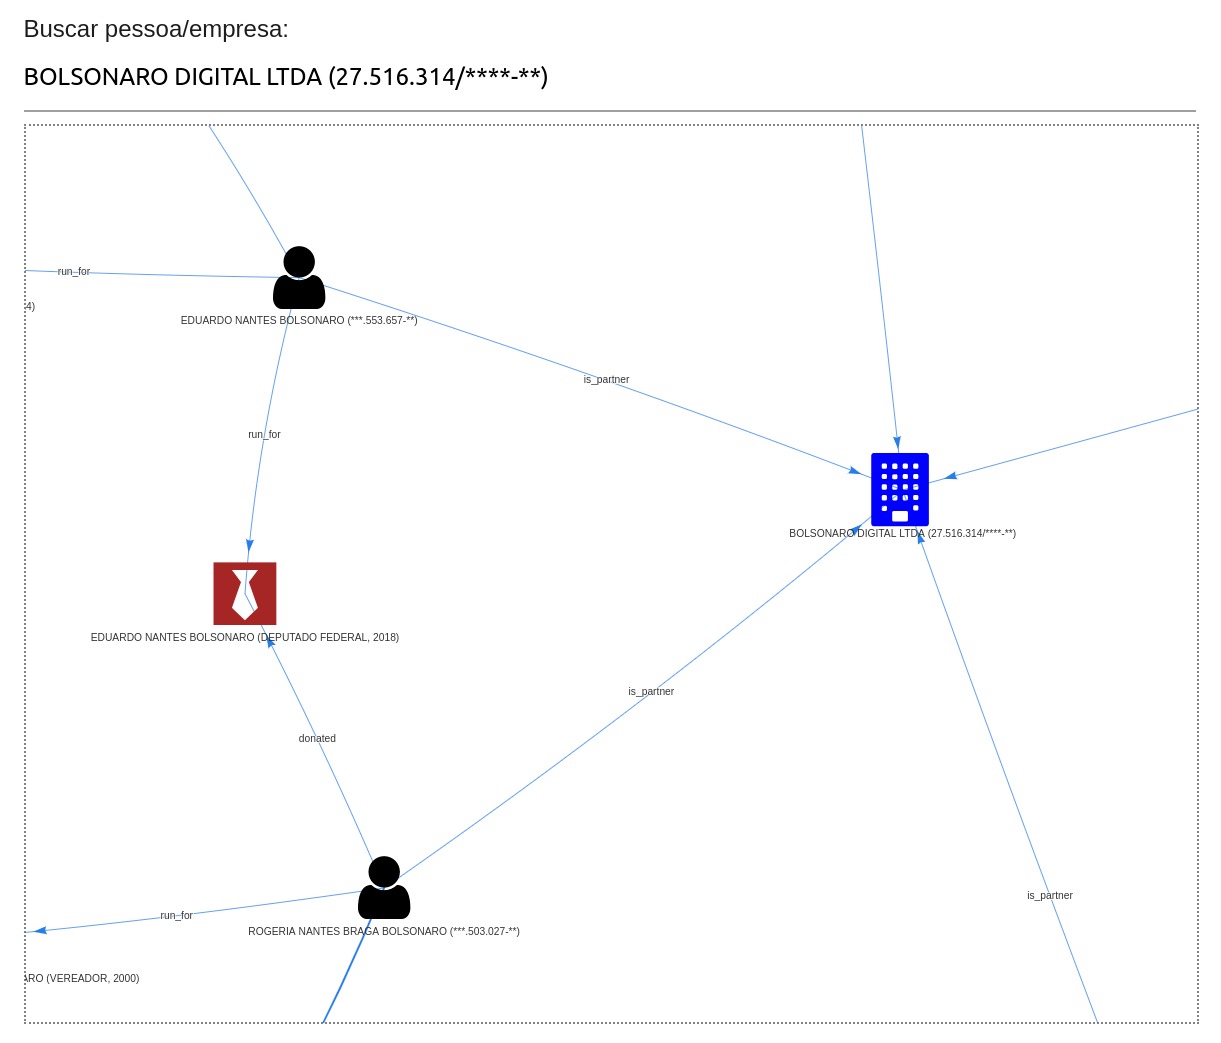 Buscar pessoa/empresa:
BOLSONARO DIGITAL LTDA (27.516.314/****-**)
run_for
4)
EDUARDO NANTES BOLSONARO (***.553.657-**)
is_partner
run_for
BOLSONARO DIGITAL LTDA (27.516.314/****-**)
EDUARDO NANTES BOLSONARO (DEPUTADO FEDERAL, 2018)
is_partner
donated
is_partner
run_for
ROGERIA NANTES BRAGA BOLSONARO (***.503.027-**)
RO (VEREADOR, 2000)